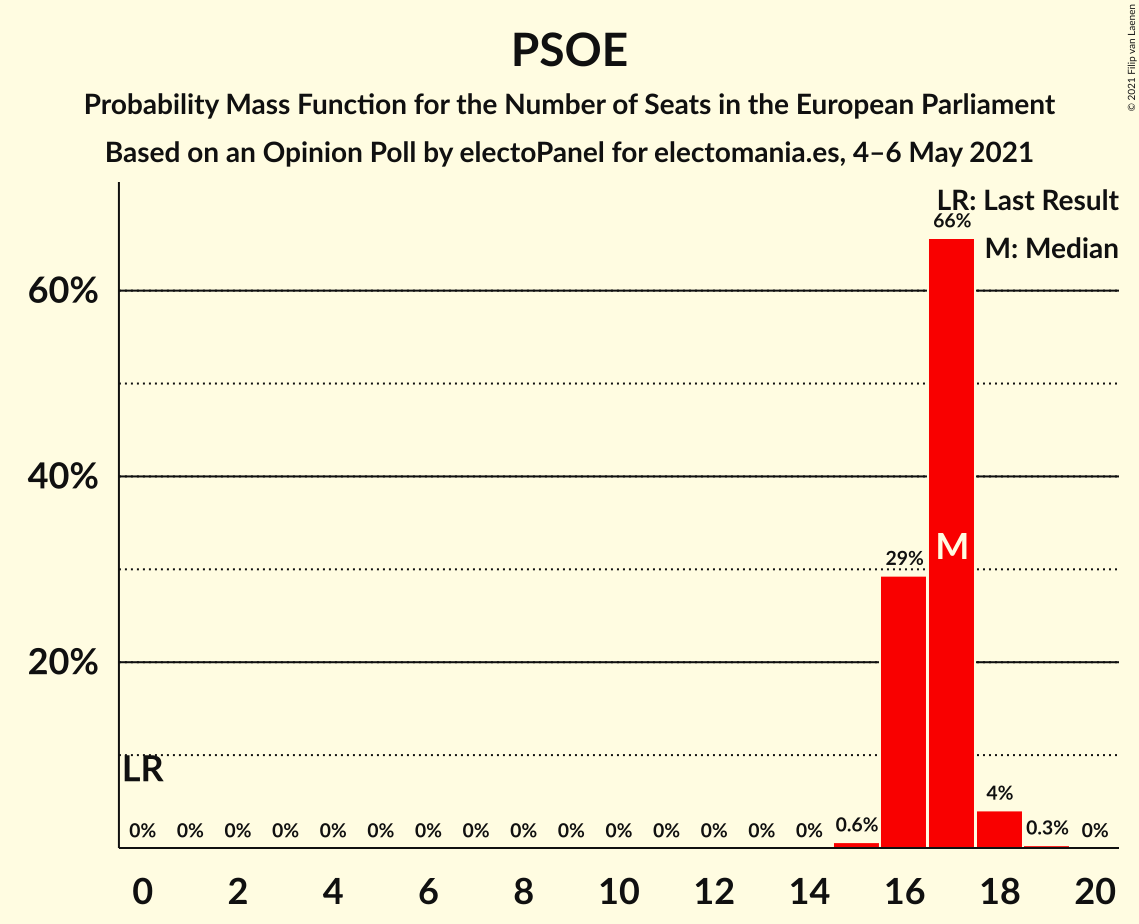 PSOE
Probability Mass Function for the Number of Seats in the European Parliament
Based on an Opinion Poll by electoPanel for electomania.es, 4–6 May 2021
© 2021 Filip van Laenen
LR: Last Result
M: Median
66%
60%
40%
M
29%
20%
LR
4%
0% 0% 0% 0% 0% 0% 0% 0% 0% 0% 0% 0% 0% 0% 0% 0.6% 0.3% 0%
0 2 4 6 8 10 12 14 16 18 20